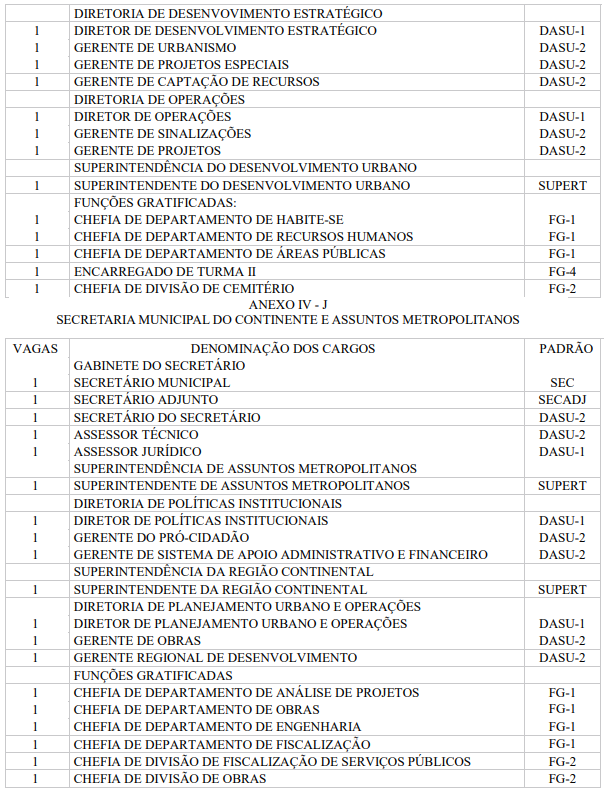 DIRETORIA DE DESENVOVIMENTO ESTRATÉGICO
1 DIRETOR DE DESENVOLVIMENTO ESTRATÉGICO DASU-1
1 GERENTE DE URBANISMO DASU-2
1 GERENTE DE PROJETOS ESPECIAIS DASU-2
1 GERENTE DE CAPTAÇÃO DE RECURSOS DASU-2
DIRETORIA DE OPERAÇÕES
1 DIRETOR DE OPERAÇÕES DASU-1
1 GERENTE DE SINALIZAÇÕES DASU-2
1 GERENTE DE PROJETOS DASU-2
SUPERINTENDÊNCIA DO DESENVOLVIMENTO URBANO
1 SUPERINTENDENTE DO DESENVOLVIMENTO URBANO SUPERT
FUNÇÕES GRATIFICADAS:
1 CHEFIA DE DEPARTAMENTO DE HABITE-SE FG-1
1 CHEFIA DE DEPARTAMENTO DE RECURSOS HUMANOS FG-1
1 CHEFIA DE DEPARTAMENTO DE ÁREAS PÚBLICAS FG-1
1 ENCARREGADO DE TURMA II FG-4
1 CHEFIA DE DIVISÃO DE CEMITÉRIO FG-2
ANEXO IV - J
SECRETARIA MUNICIPAL DO CONTINENTE E ASSUNTOS METROPOLITANOS
VAGAS DENOMINAÇÃO DOS CARGOS PADRÃO
GABINETE DO SECRETÁRIO
1 SECRETÁRIO MUNICIPAL SEC
1 SECRETÁRIO ADJUNTO SECADJ
1 SECRETÁRIO DO SECRETÁRIO DASU-2
1 ASSESSOR TÉCNICO DASU-2
1 ASSESSOR JURÍDICO DASU-1
SUPERINTENDÊNCIA DE ASSUNTOS METROPOLITANOS
1 SUPERINTENDENTE DE ASSUNTOS METROPOLITANOS SUPERT
DIRETORIA DE POLÍTICAS INSTITUCIONAIS
1 DIRETOR DE POLÍTICAS INSTITUCIONAIS DASU-1
1 GERENTE DO PRÓ-CIDADÃO DASU-2
1 GERENTE DE SISTEMA DE APOIO ADMINISTRATIVO E FINANCEIRO DASU-2
SUPERINTENDÊNCIA DA REGIÃO CONTINENTAL
1 SUPERINTENDENTE DA REGIÃO CONTINENTAL SUPERT
DIRETORIA DE PLANEJAMENTO URBANO E OPERAÇÕES
1 DIRETOR DE PLANEJAMENTO URBANO E OPERAÇÕES DASU-1
1 GERENTE DE OBRAS DASU-2
1 GERENTE REGIONAL DE DESENVOLVIMENTO DASU-2
FUNÇÕES GRATIFICADAS
1 CHEFIA DE DEPARTAMENTO DE ANÁLISE DE PROJETOS FG-1
1 CHEFIA DE DEPARTAMENTO DE OBRAS FG-1
1 CHEFIA DE DEPARTAMENTO DE ENGENHARIA FG-1
1 CHEFIA DE DEPARTAMENTO DE FISCALIZAÇÃO FG-1
1 CHEFIA DE DIVISÃO DE FISCALIZAÇÃO DE SERVIÇOS PÚBLICOS FG-2
1 CHEFIA DE DIVISÃO DE OBRAS FG-2